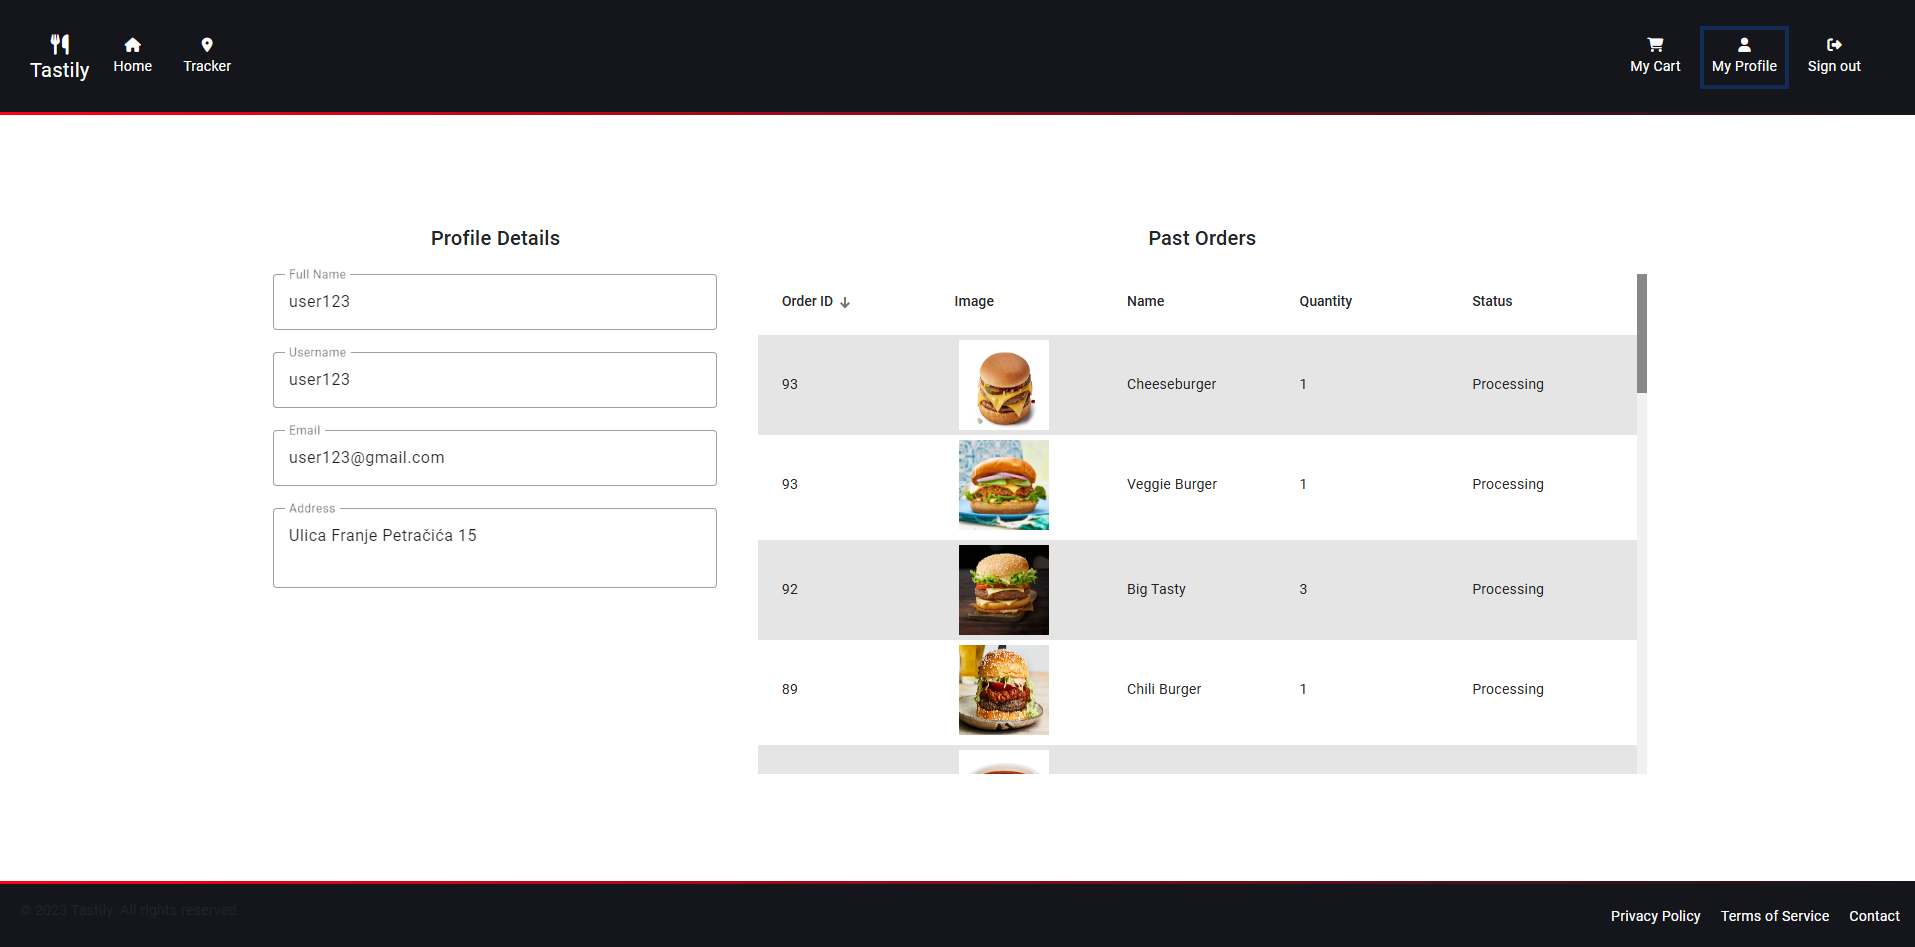 Tastily
Home
Tracker
My Cart
My Profile
Sign out
Profile Details
Full Name
user123
Username
user123
Email
user123@gmail.com
Address
Ulica Franje Petračića 15
Past Orders
Order ID Image Name Quantity Status
93 Cheeseburger 1 Processing
93 Veggie Burger 1 Processing
92 Big Tasty 3 Processing
89 Chili Burger 1 Processing
© 2023 Tastily. All rights reserved.
Privacy Policy Terms of Service Contact